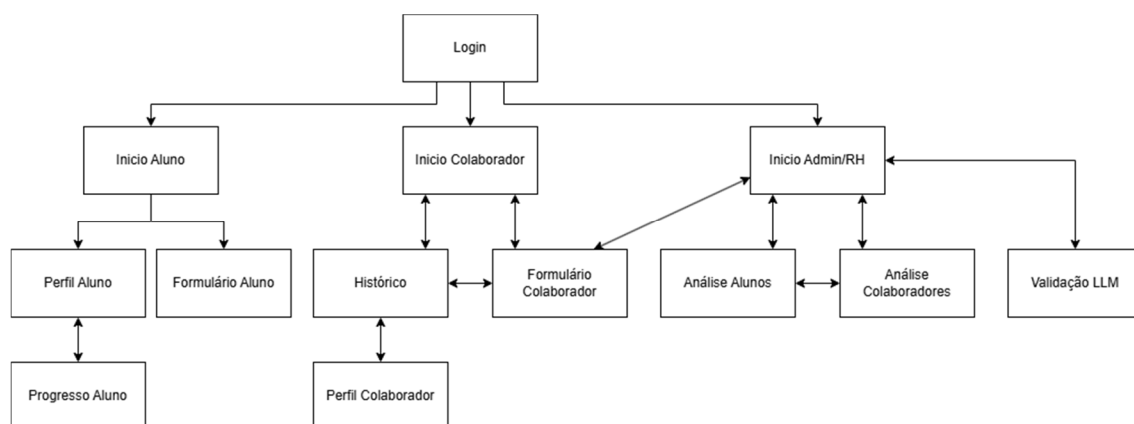 Login
Inicio Aluno
Inicio Colaborador
Inicio Admin/RH
Perfil Aluno
Formulário Aluno
Histórico
Formulário
Colaborador
Análise Alunos
Análise
Colaboradores
Validação LLM
Progresso Aluno
Perfil Colaborador